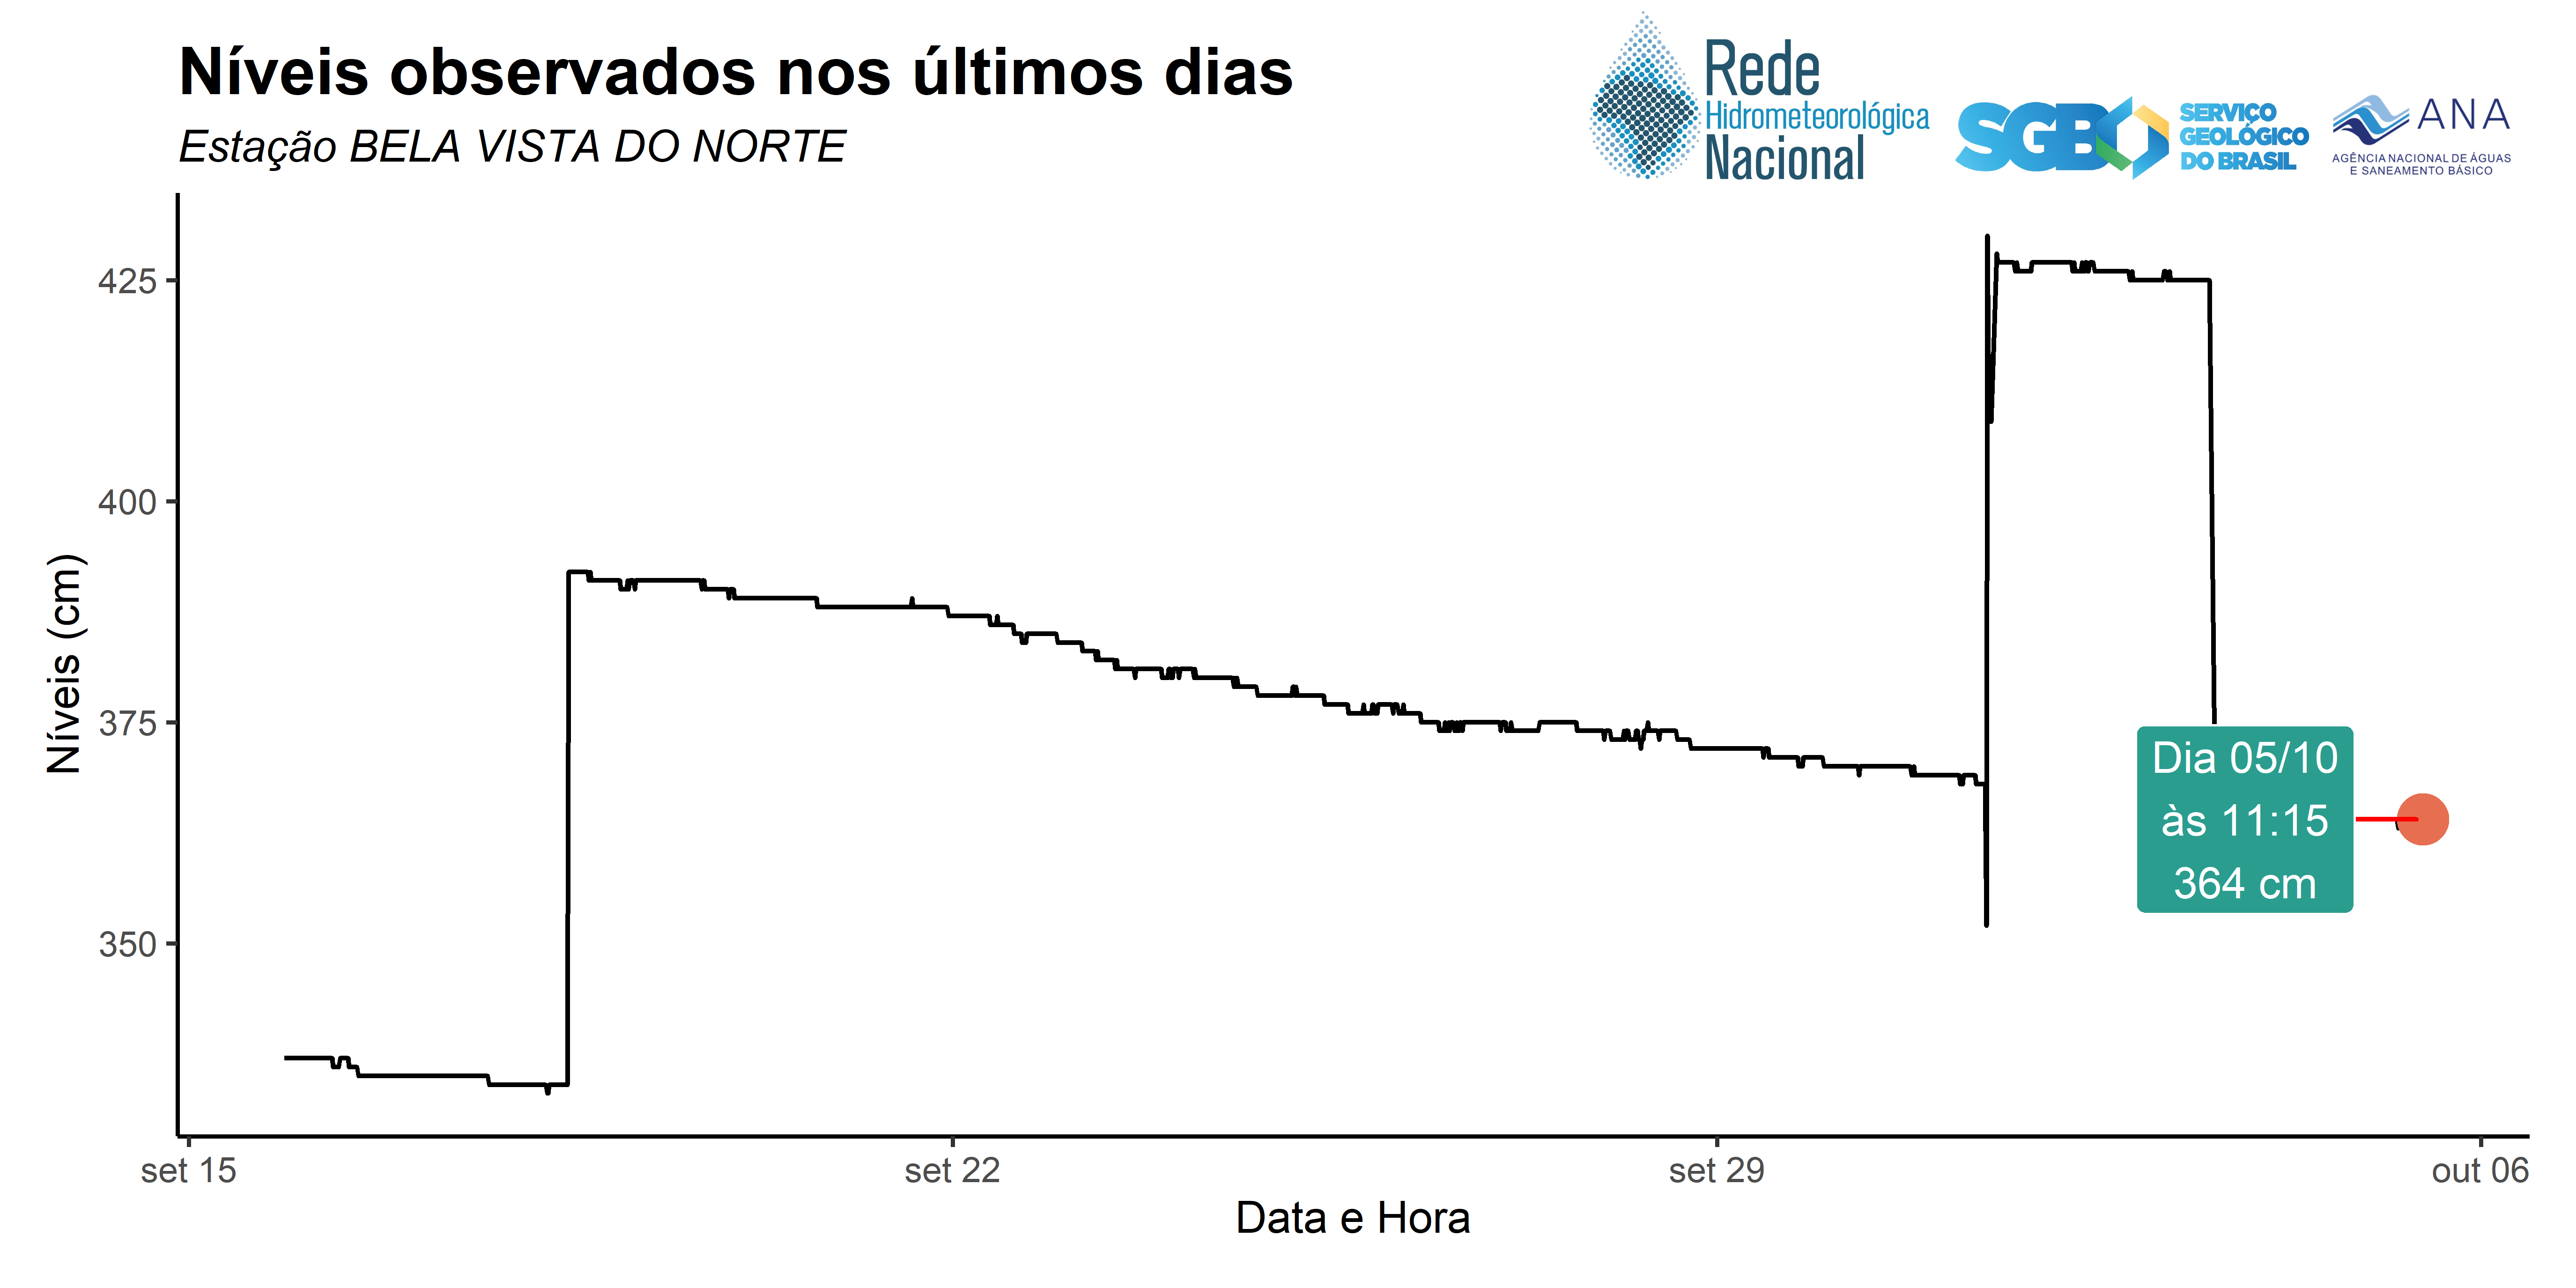 Níveis observados nos últimos dias
Estação BELA VISTA DO NORTE
Rede
Hidrometeorológica
Nacional
SGB
SERVIÇO
GEOLÓGICO
DO BRASIL
ANA
AGÊNCIA NACIONAL DE ÁGUAS
E SANEAMENTO BÁSICO
Níveis (cm)
425
400
375
350
Dia 05/10
às 11:15
364 cm
set 15
set 22
set 29
out 06
Data e Hora